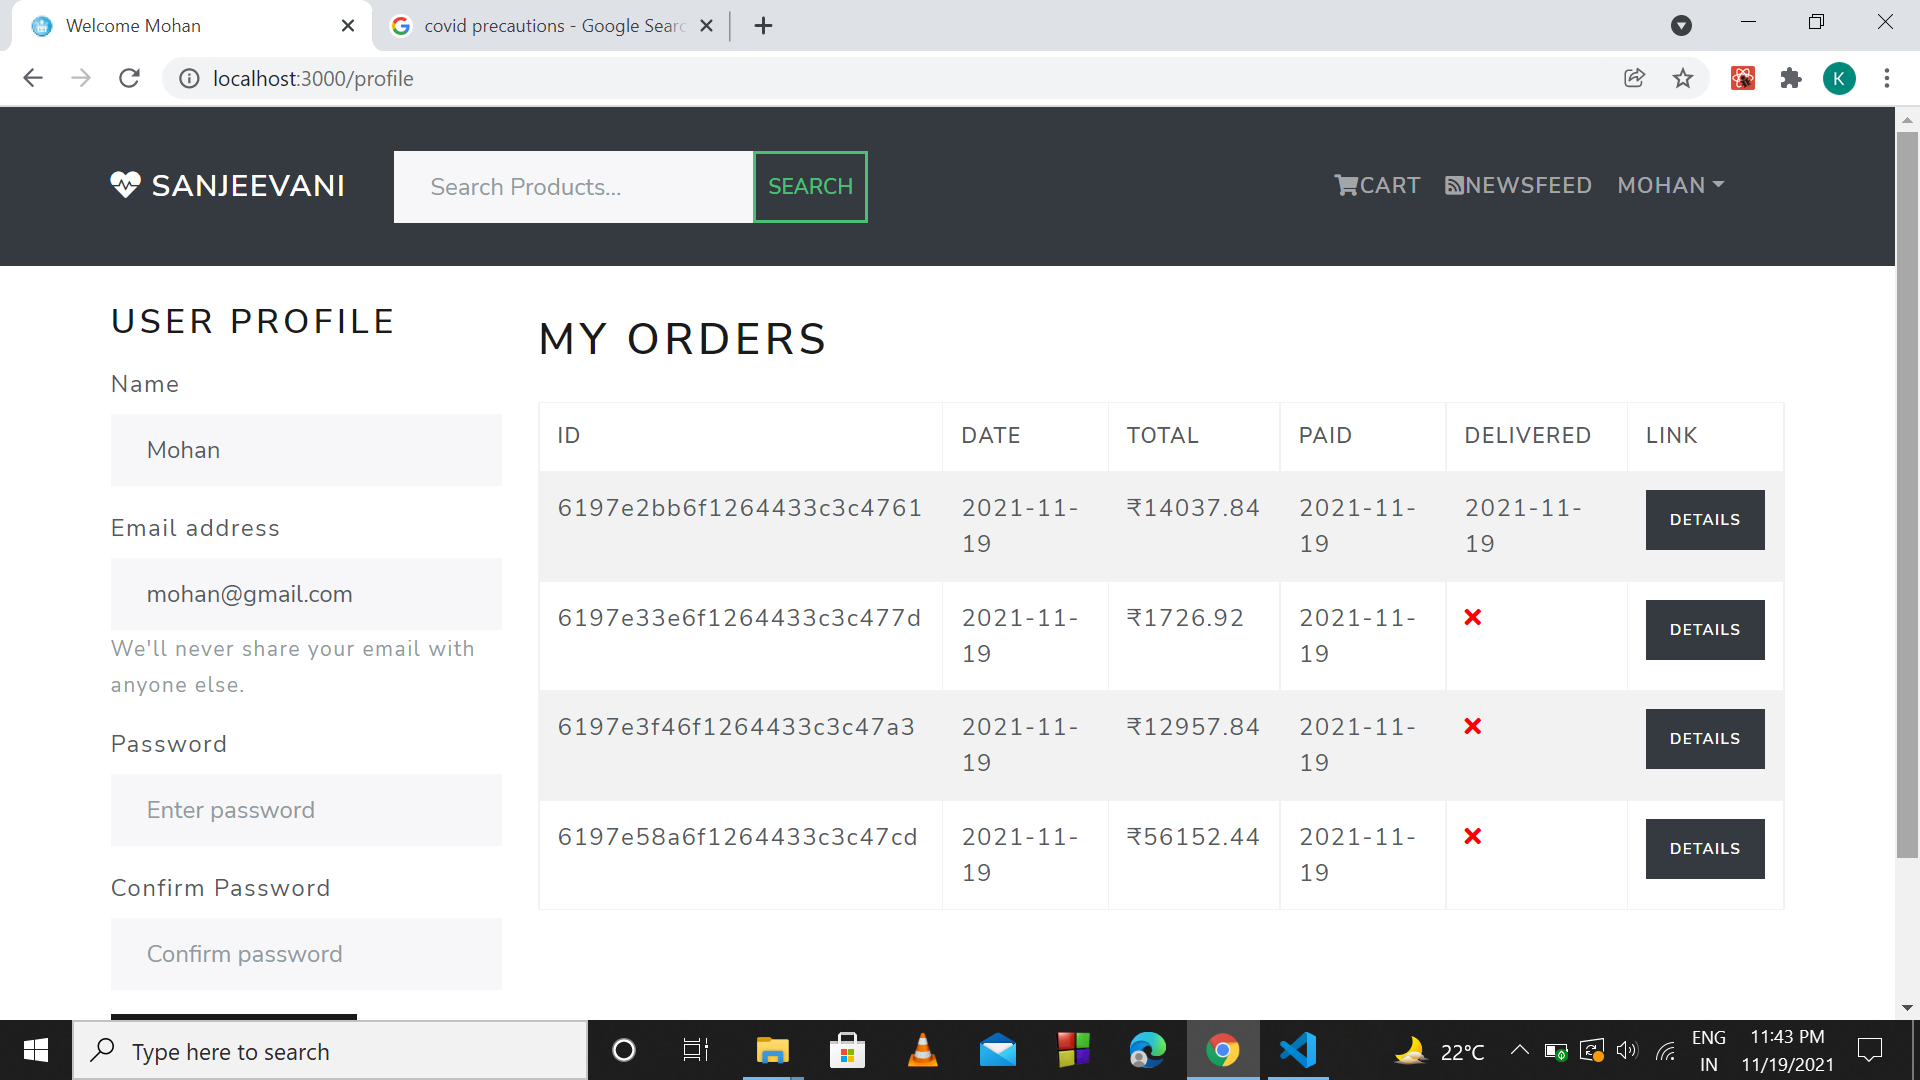 Welcome Mohan
covid precautions - Google Searc
localhost:3000/profile
K
SANJEEVANI
Search Products...
SEARCH
CART
NEWSFEED
MOHAN
USER PROFILE
Name
Mohan
Email address
mohan@gmail.com
We'll never share your email with
anyone else.
Password
Enter password
Confirm Password
Confirm password
MY ORDERS
ID DATE TOTAL PAID DELIVERED LINK
6197e2bb6f1264433c3c4761 2021-11- ₹14037.84 2021-11- 2021-11- DETAILS
19 19 19
6197e33e6f1264433c3c477d 2021-11- ₹1726.92 2021-11- DETAILS
19 19
6197e3f46f1264433c3c47a3 2021-11- ₹12957.84 2021-11- DETAILS
19 19
6197e58a6f1264433c3c47cd 2021-11- ₹56152.44 2021-11- DETAILS
19 19
Type here to search
22°C
ENG
IN
11:43 PM
11/19/2021